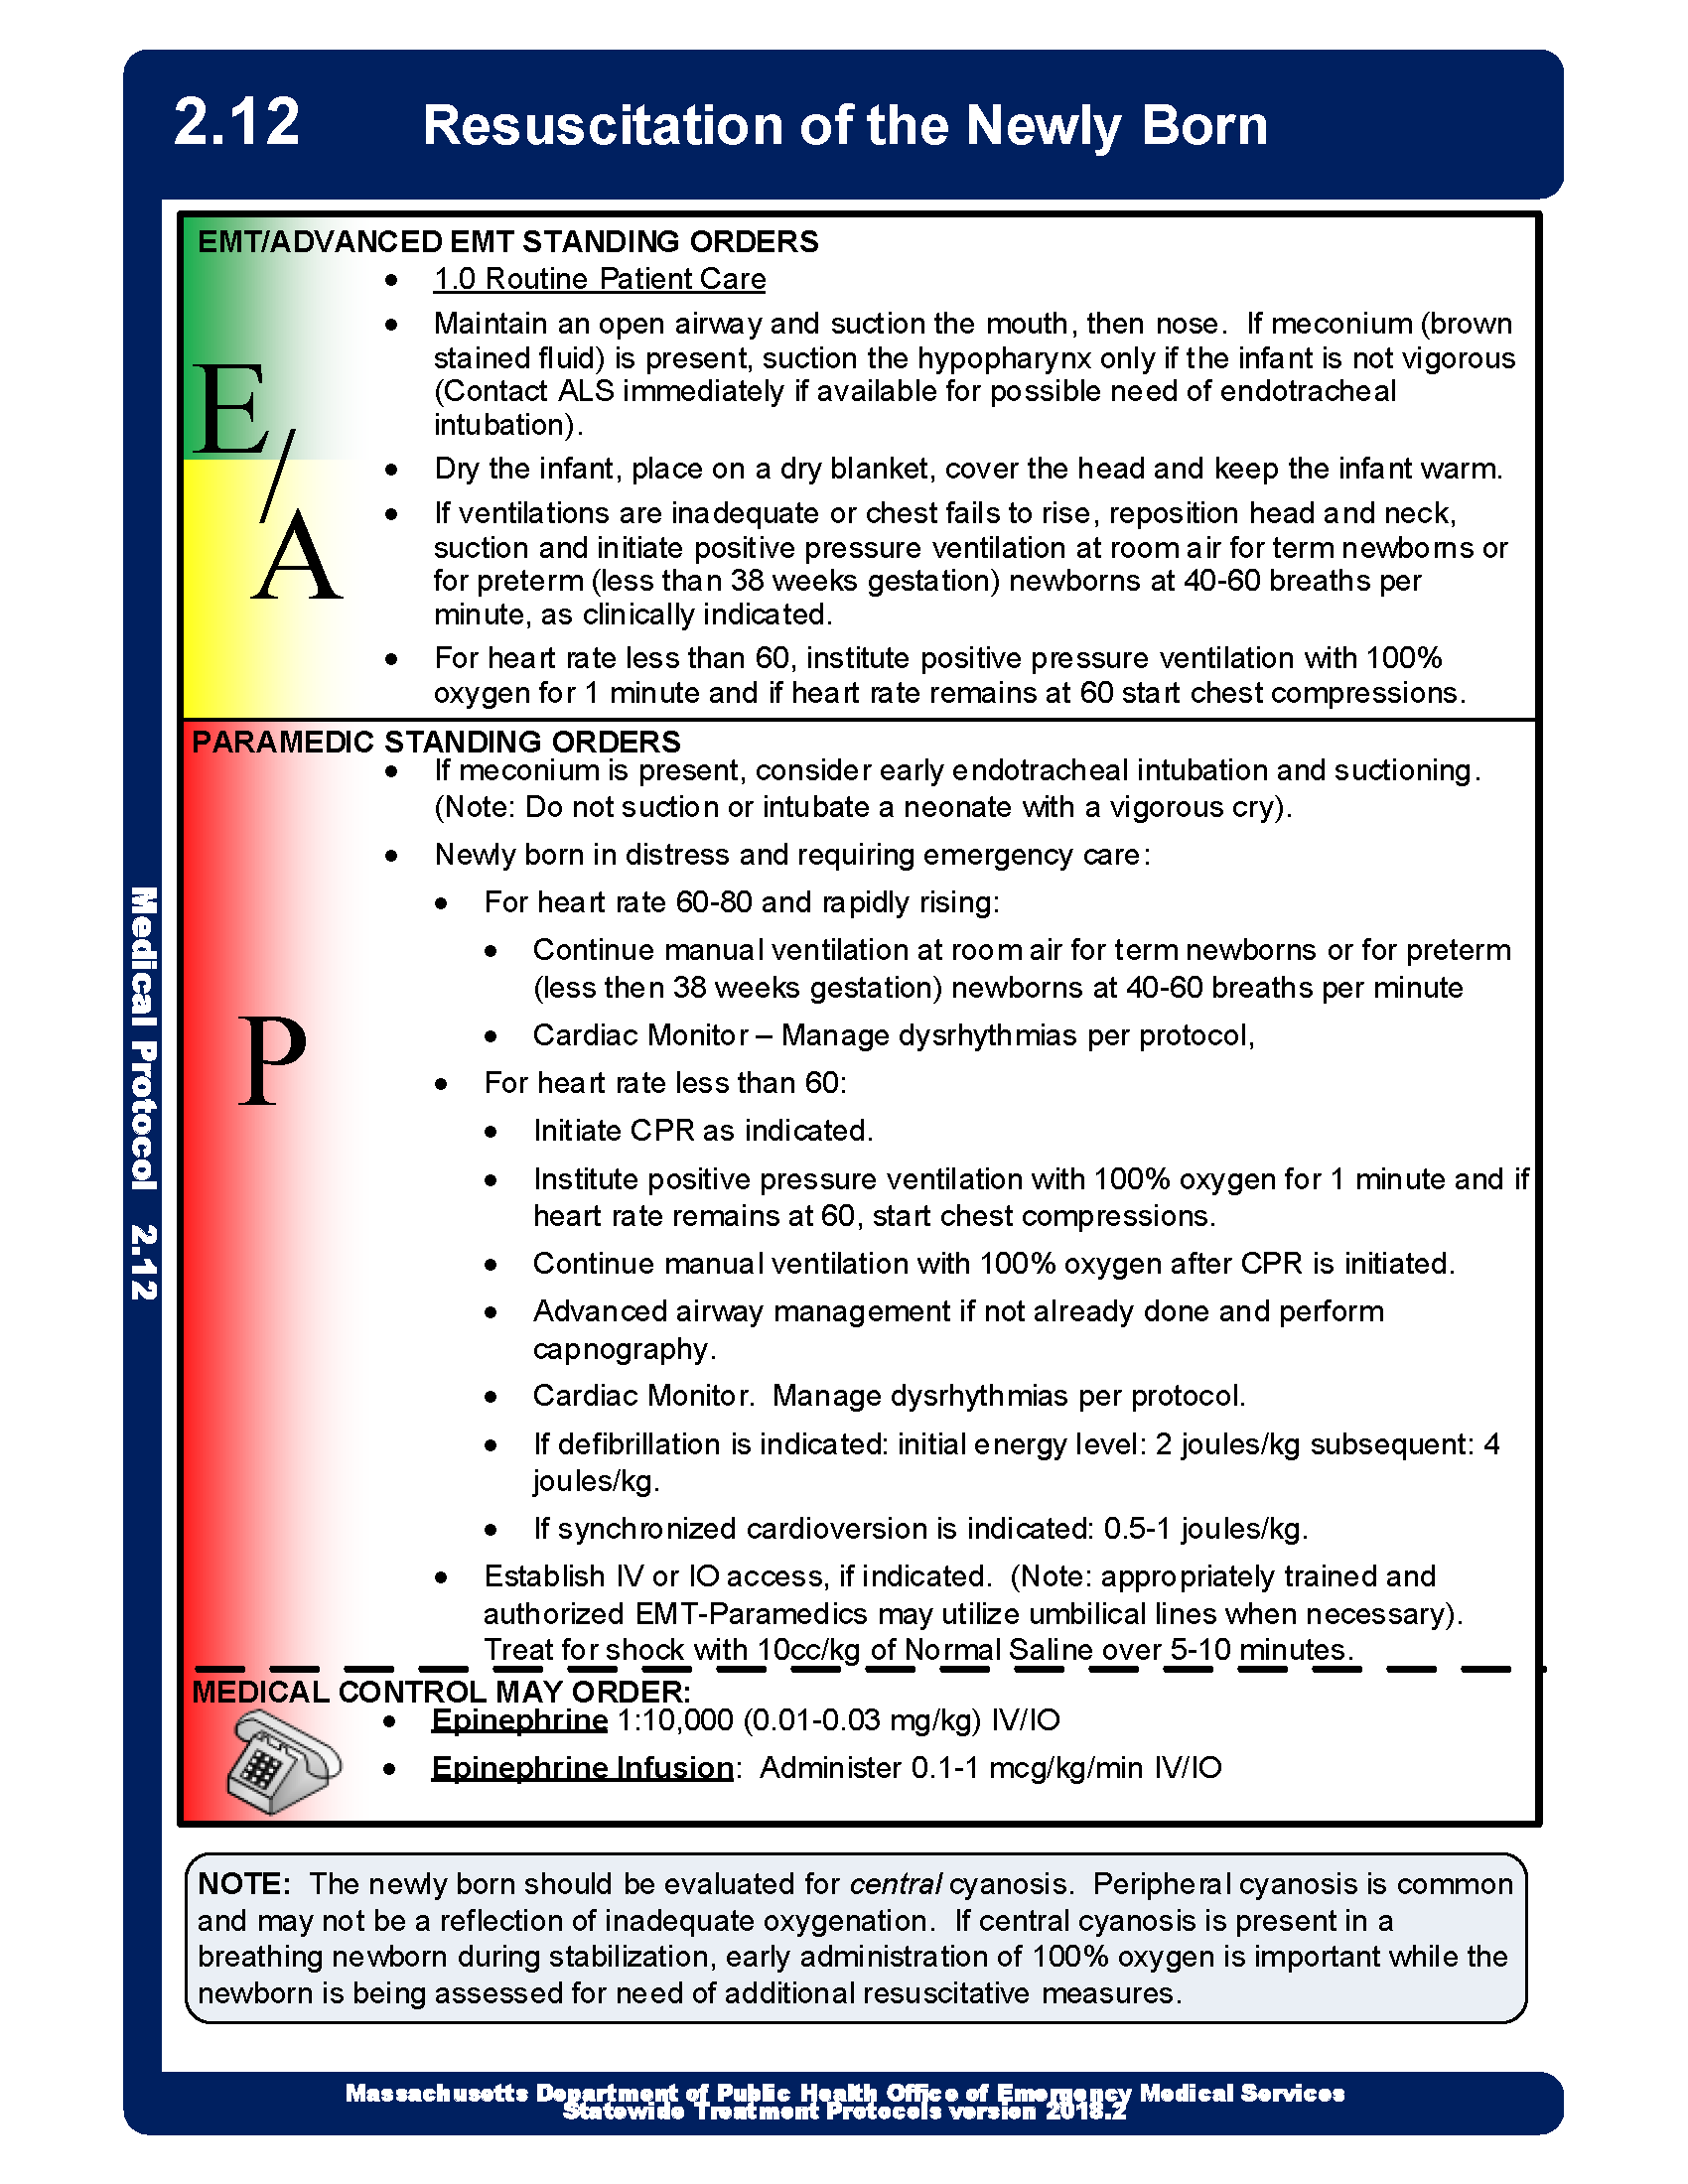 2.12 Resuscitation of the Newly Born
EMT/ADVANCED EMT STANDING ORDERS
• 1.0 Routine Patient Care
• Maintain an open airway and suction the mouth, then nose. If meconium (brown
stained fluid) is present, suction the hypopharynx only if the infant is not vigorous
(Contact ALS immediately if available for possible need of endotracheal
intubation).
• Dry the infant, place on a dry blanket, cover the head and keep the infant warm.
• If ventilations are inadequate or chest fails to rise, reposition head and neck,
suction and initiate positive pressure ventilation at room air for term newborns or
for preterm (less than 38 weeks gestation) newborns at 40-60 breaths per
minute, as clinically indicated.
• For heart rate less than 60, institute positive pressure ventilation with 100%
oxygen for 1 minute and if heart rate remains at 60 start chest compressions.
E/A
PARAMEDIC STANDING ORDERS
• If meconium is present, consider early endotracheal intubation and suctioning.
(Note: Do not suction or intubate a neonate with a vigorous cry).
• Newly born in distress and requiring emergency care:
• For heart rate 60-80 and rapidly rising:
• Continue manual ventilation at room air for term newborns or for preterm
(less then 38 weeks gestation) newborns at 40-60 breaths per minute
• Cardiac Monitor – Manage dysrhythmias per protocol,
• For heart rate less than 60:
• Initiate CPR as indicated.
• Institute positive pressure ventilation with 100% oxygen for 1 minute and if
heart rate remains at 60, start chest compressions.
• Continue manual ventilation with 100% oxygen after CPR is initiated.
• Advanced airway management if not already done and perform
capnography.
• Cardiac Monitor. Manage dysrhythmias per protocol.
• If defibrillation is indicated: initial energy level: 2 joules/kg subsequent: 4
joules/kg.
• If synchronized cardioversion is indicated: 0.5-1 joules/kg.
• Establish IV or IO access, if indicated. (Note: appropriately trained and
authorized EMT-Paramedics may utilize umbilical lines when necessary).
Treat for shock with 10cc/kg of Normal Saline over 5-10 minutes.
P
MEDICAL CONTROL MAY ORDER:
• Epinephrine 1:10,000 (0.01-0.03 mg/kg) IV/IO
• Epinephrine Infusion: Administer 0.1-1 mcg/kg/min IV/IO
NOTE: The newly born should be evaluated for central cyanosis. Peripheral cyanosis is common
and may not be a reflection of inadequate oxygenation. If central cyanosis is present in a
breathing newborn during stabilization, early administration of 100% oxygen is important while the
newborn is being assessed for need of additional resuscitative measures.
Medical Protocol 2.12
Massachusetts Department of Public Health Office of Emergency Medical Services
Statewide Treatment Protocols version 2018.2